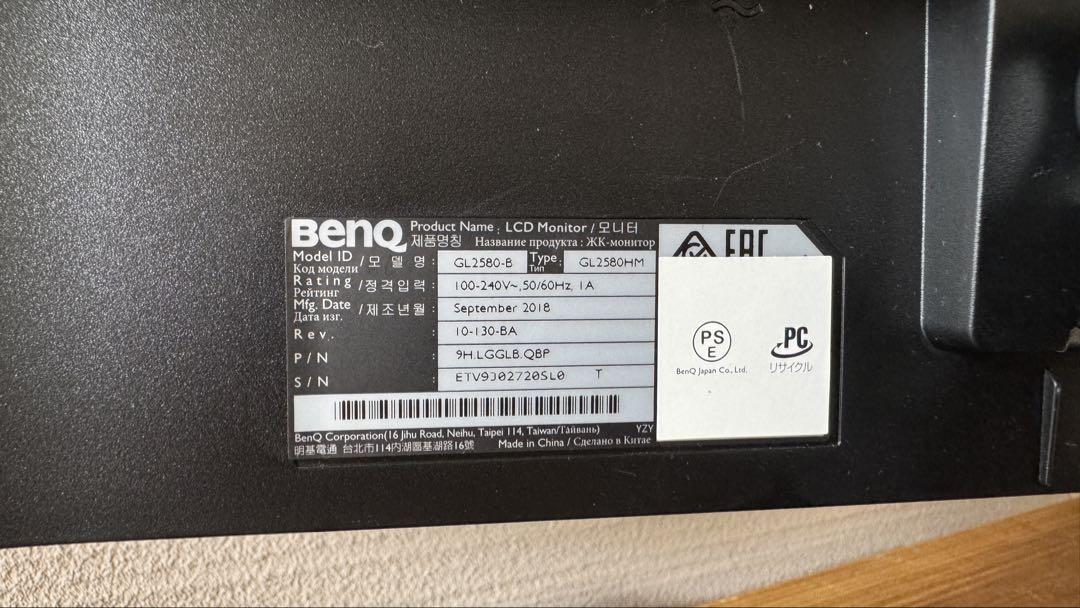 BenQ
Product Name : LCD Monitor / 모니터
제품명칭 Название продукта : ЖК-монитор
Model ID / 모 델 명 : GL2580-B Type : GL2580HM
Код модели Тип
Rating / 정격입력 : 100-240V~,50/60Hz, 1A
Рейтинг
Mfg. Date / 제조년월 : September 2018
Дата изг.
Rev. : 10-130-BA
P/N : 9H.LGGLB.QBP
S/N : ETV9J02720SL0 T
BenQ Corporation(16 Jihu Road, Neihu, Taipei 114, Taiwan/Тайвань) YZY
明基電通 台北市114內湖區基湖路16號 Made in China / Сделано в Китае
EAC
PS
E
BenQ Japan Co., Ltd.
PC
リサイクル